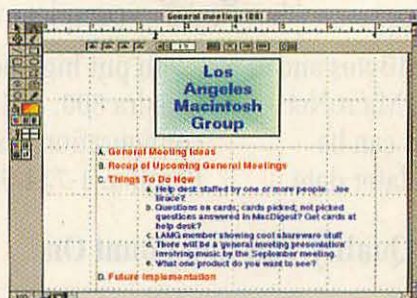 General meetings (DB)
Los
Angeles
Macintosh
Group
A. General Meeting Ideas
B. Recap of Upcoming General Meetings
C. Things To Do Now
a. Help desk staffed by one or more people. Joe
Bruce?
b. Questions on cards; cards picked; not picked
questions answered in MacDigest? Get cards at
help desk?
c. LAMG member showing cool shareware stuff
d. There will be a general meeting presentation
involving music by the September meeting.
e. What one product do you want to see?
D. Future Implementation